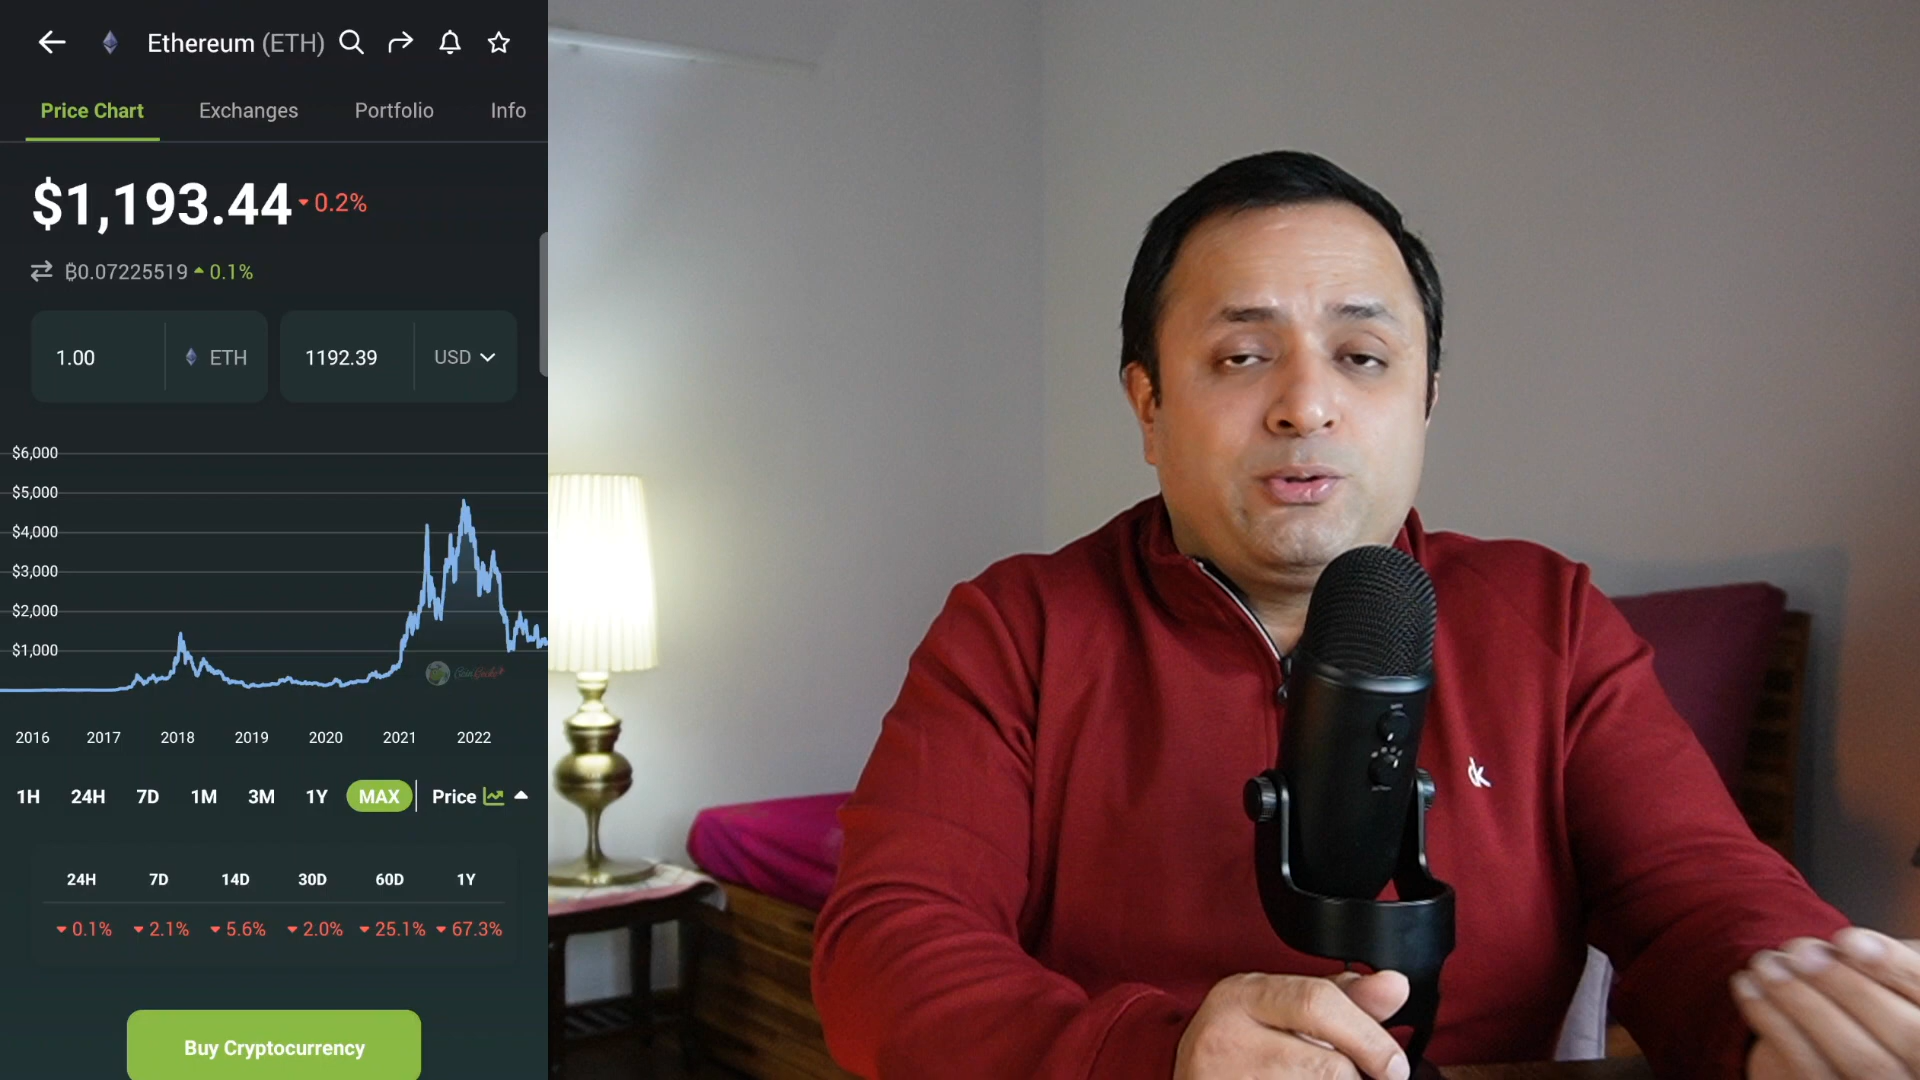 Ethereum (ETH)
Price Chart Exchanges Portfolio Info
$1,193.44 0.2%
₿0.07225519 0.1%
1.00 ETH 1192.39 USD
$6,000
$5,000
$4,000
$3,000
$2,000
$1,000
2016 2017 2018 2019 2020 2021 2022
1H 24H 7D 1M 3M 1Y MAX Price
24H 7D 14D 30D 60D 1Y
0.1% 2.1% 5.6% 2.0% 25.1% 67.3%
Buy Cryptocurrency
ck